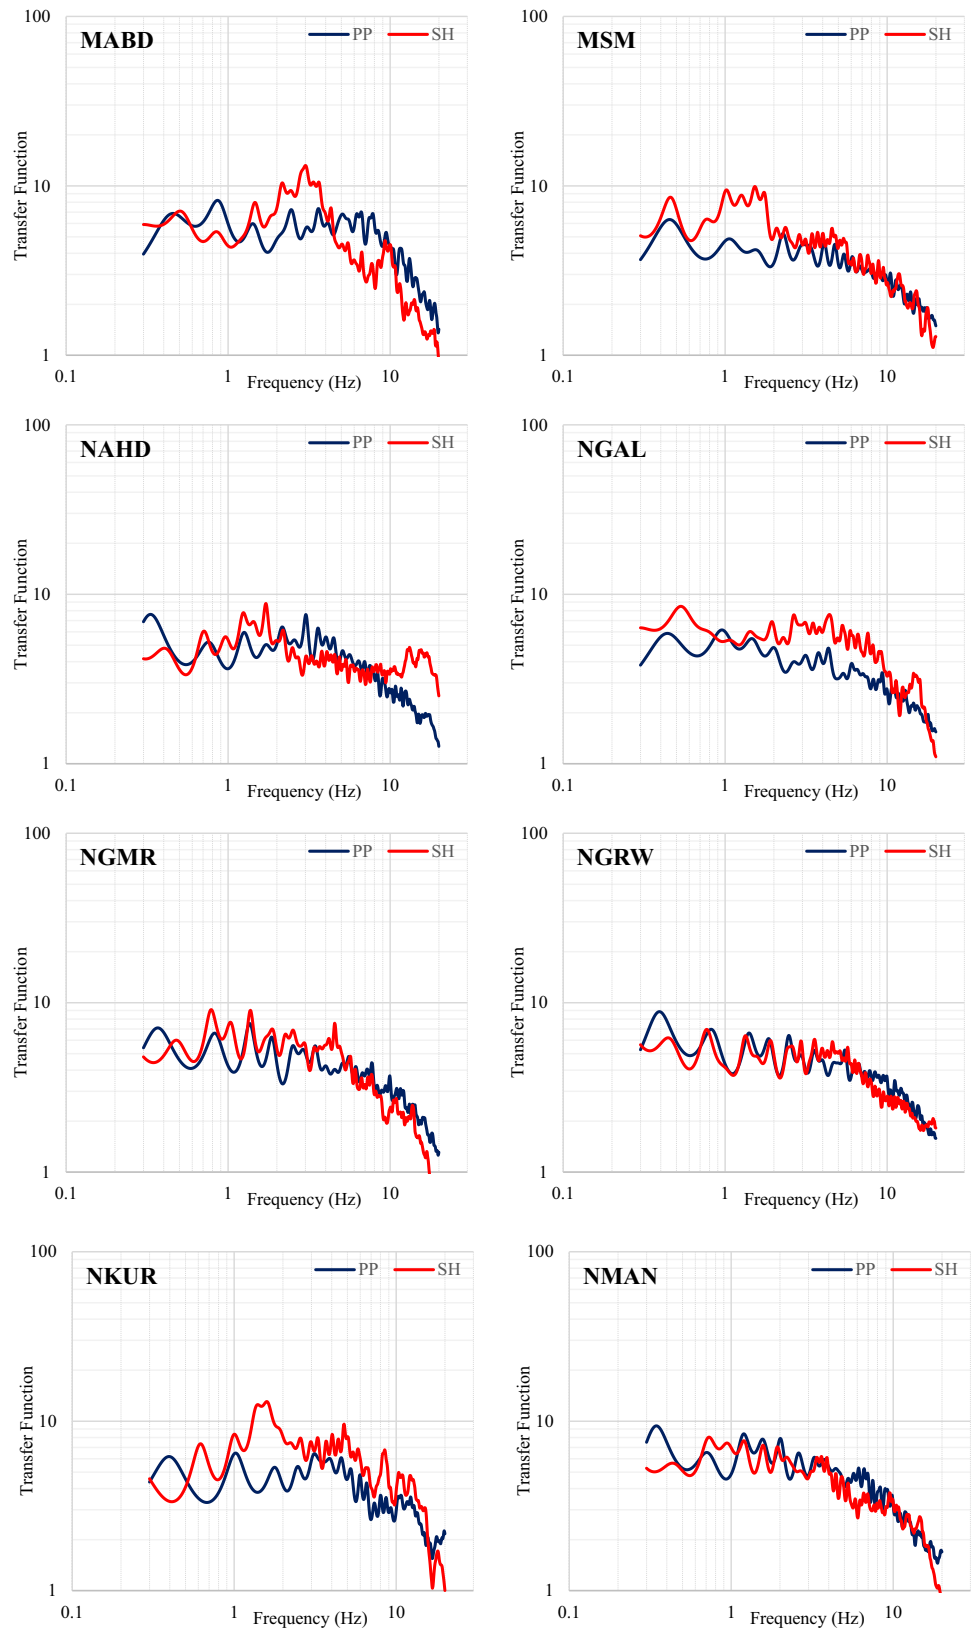 100
MABD
PP
SH
Transfer Function
10
1
0.1
1
10
Frequency (Hz)
100
MSM
PP
SH
Transfer Function
10
1
0.1
1
10
Frequency (Hz)
100
NAHD
PP
SH
Transfer Function
10
1
0.1
1
10
Frequency (Hz)
100
NGAL
PP
SH
Transfer Function
10
1
0.1
1
10
Frequency (Hz)
100
NGMR
PP
SH
Transfer Function
10
1
0.1
1
10
Frequency (Hz)
100
NGRW
PP
SH
Transfer Function
10
1
0.1
1
10
Frequency (Hz)
100
NKUR
PP
SH
Transfer Function
10
1
0.1
1
10
Frequency (Hz)
100
NMAN
PP
SH
Transfer Function
10
1
0.1
1
10
Frequency (Hz)